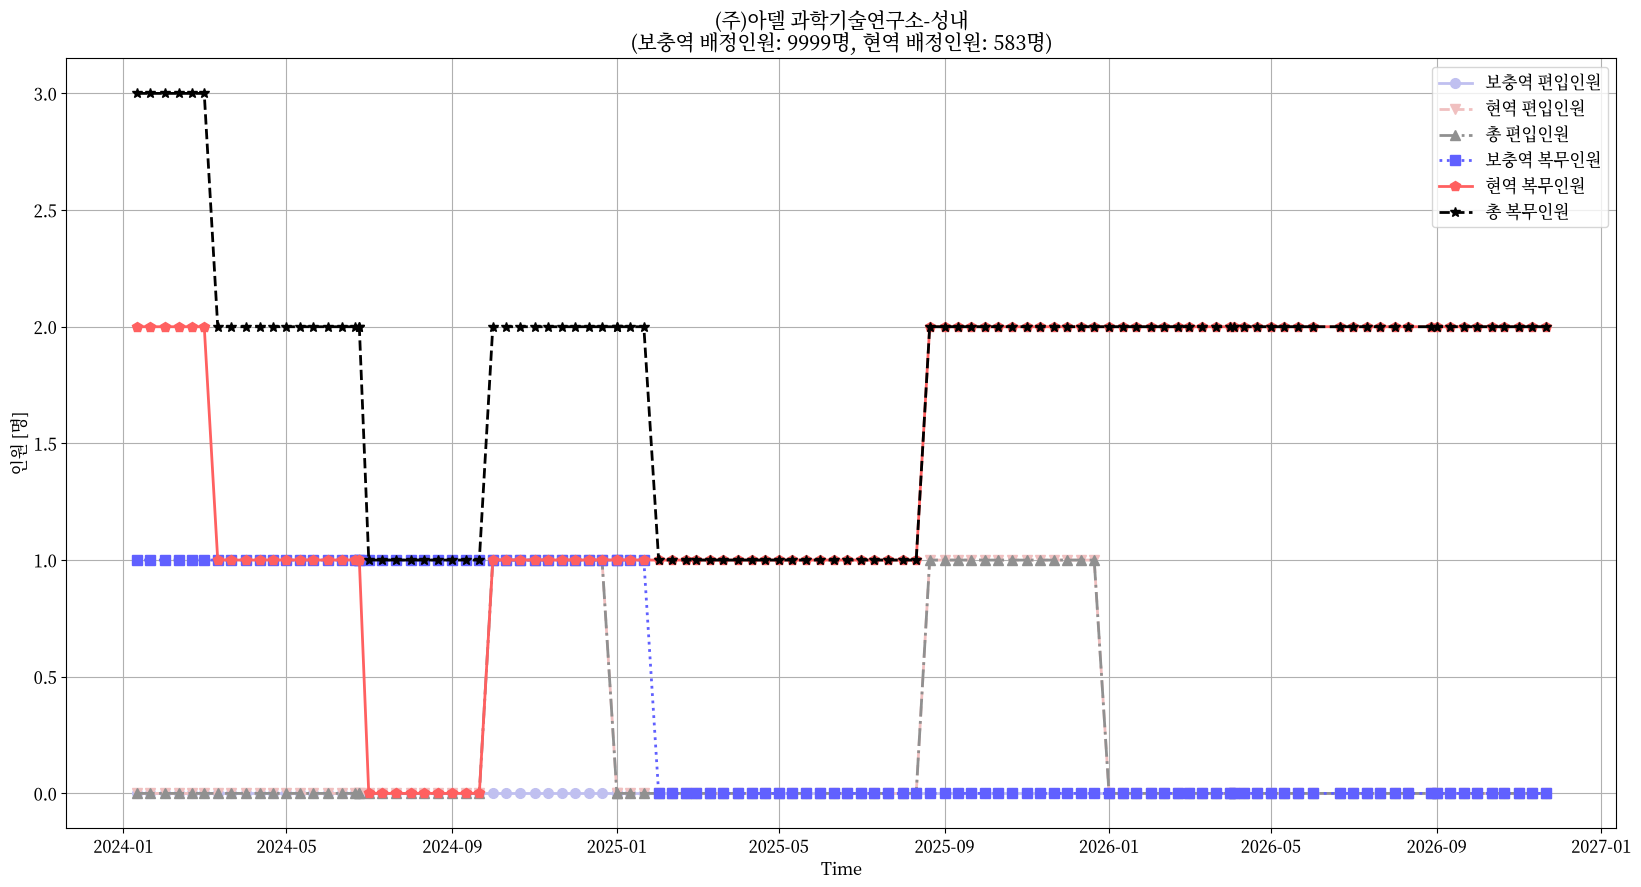 (주)아델 과학기술연구소-성내
(보충역 배정인원: 9999명, 현역 배정인원: 583명)
보충역 편입인원
현역 편입인원
총 편입인원
보충역 복무인원
현역 복무인원
총 복무인원
인원 [명]
3.0
2.5
2.0
1.5
1.0
0.5
0.0
2024-01 2024-05 2024-09 2025-01 2025-05 2025-09 2026-01 2026-05 2026-09 2027-01
Time